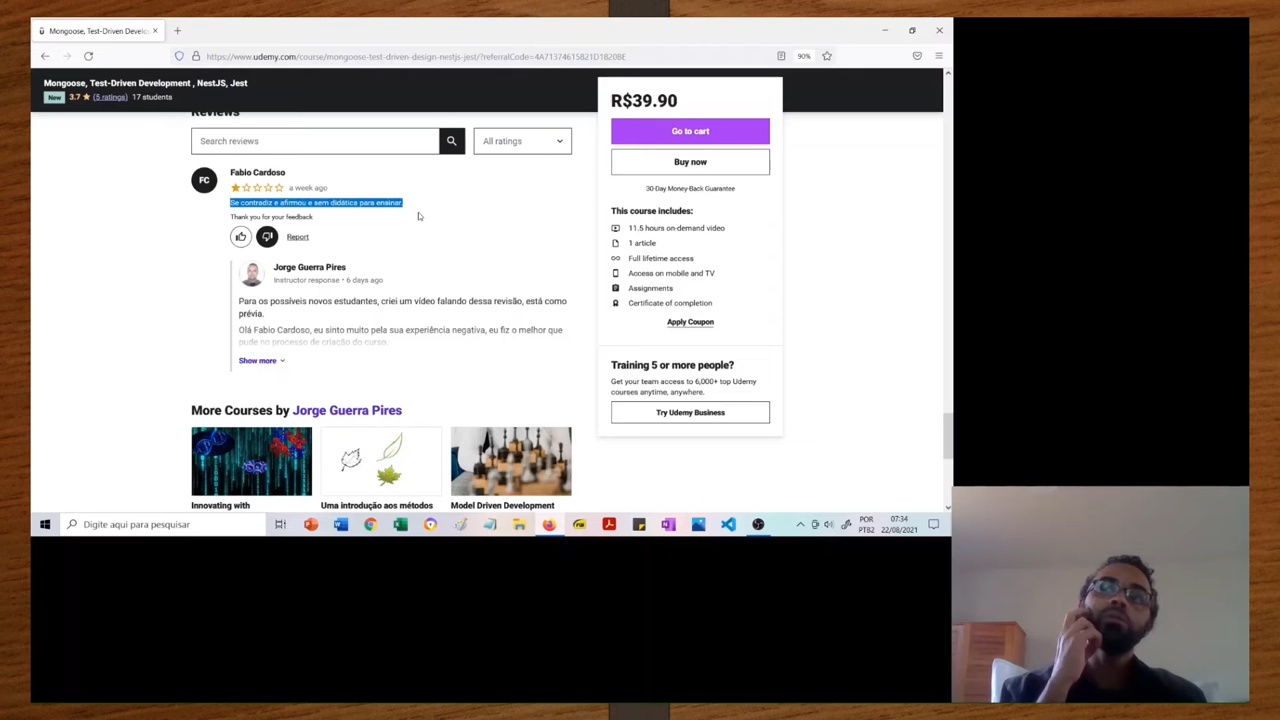 Mongoose, Test-Driven Develo
https://www.udemy.com/course/mongoose-test-driven-design-nestjs-jest/?referralCode=4A71374615821D1820BE
90%
Mongoose, Test-Driven Development , NestJS, Jest
New 3.7 (5 ratings) 17 students
Reviews
Search reviews
All ratings
FC
Fabio Cardoso
a week ago
Se contradiz e afirmou e sem didática para ensinar.
Thank you for your feedback
Report
Jorge Guerra Pires
Instructor response • 6 days ago
Para os possíveis novos estudantes, criei um vídeo falando dessa revisão, está como
prévia.
Olá Fabio Cardoso, eu sinto muito pela sua experiência negativa, eu fiz o melhor que
pude no processo de criação do curso.
Show more
More Courses by Jorge Guerra Pires
Innovating with
Uma introdução aos métodos
Model Driven Development
R$39.90
Go to cart
Buy now
30-Day Money-Back Guarantee
This course includes:
11.5 hours on-demand video
1 article
Full lifetime access
Access on mobile and TV
Assignments
Certificate of completion
Apply Coupon
Training 5 or more people?
Get your team access to 6,000+ top Udemy
courses anytime, anywhere.
Try Udemy Business
Digite aqui para pesquisar
POR
PTB2
07:34
22/08/2021